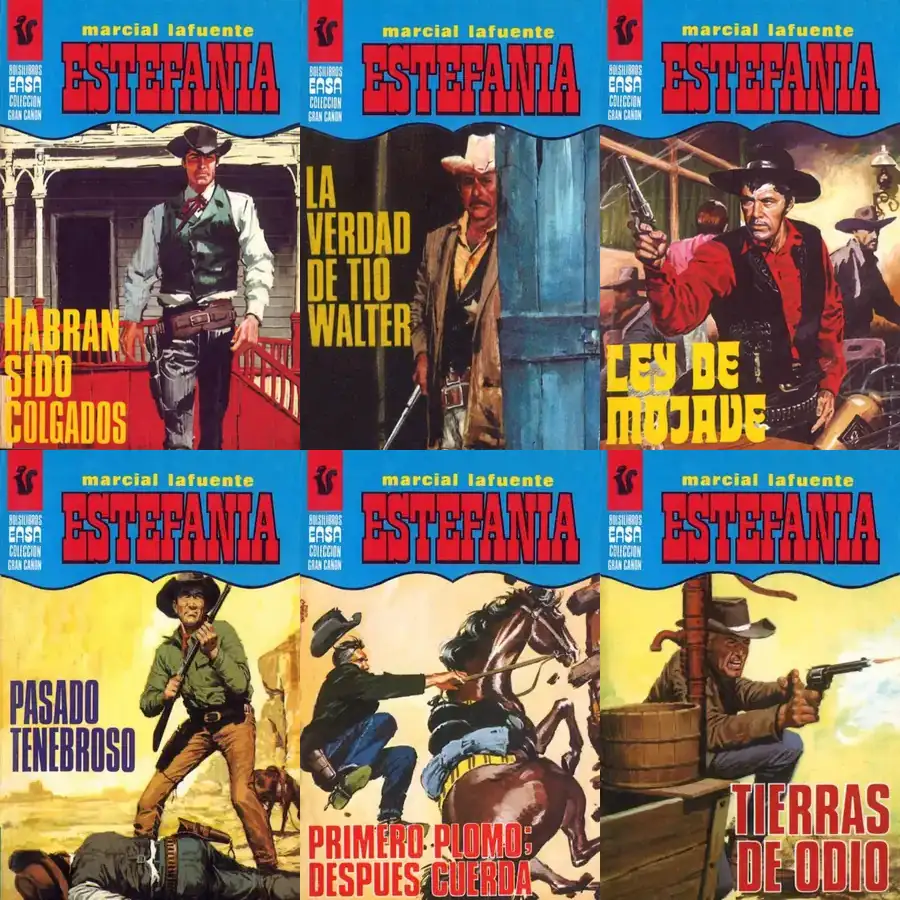 marcial lafuente
ESTEFANIA
BOLSILIBROS
EASA
COLECCION
GRAN CAÑON
HABRAN
SIDO
COLGADOS
marcial lafuente
ESTEFANIA
BOLSILIBROS
EASA
COLECCION
GRAN CAÑON
LA
VERDAD
DE TIO
WALTER
marcial lafuente
ESTEFANIA
BOLSILIBROS
EASA
COLECCION
GRAN CAÑON
LEY DE
MOJAVE
marcial lafuente
ESTEFANIA
BOLSILIBROS
EASA
COLECCION
GRAN CAÑON
PASADO
TENEBROSO
marcial lafuente
ESTEFANIA
BOLSILIBROS
EASA
COLECCION
GRAN CAÑON
PRIMERO PLOMO;
DESPUES CUERDA
marcial lafuente
ESTEFANIA
BOLSILIBROS
EASA
COLECCION
GRAN CAÑON
TIERRAS
DE ODIO